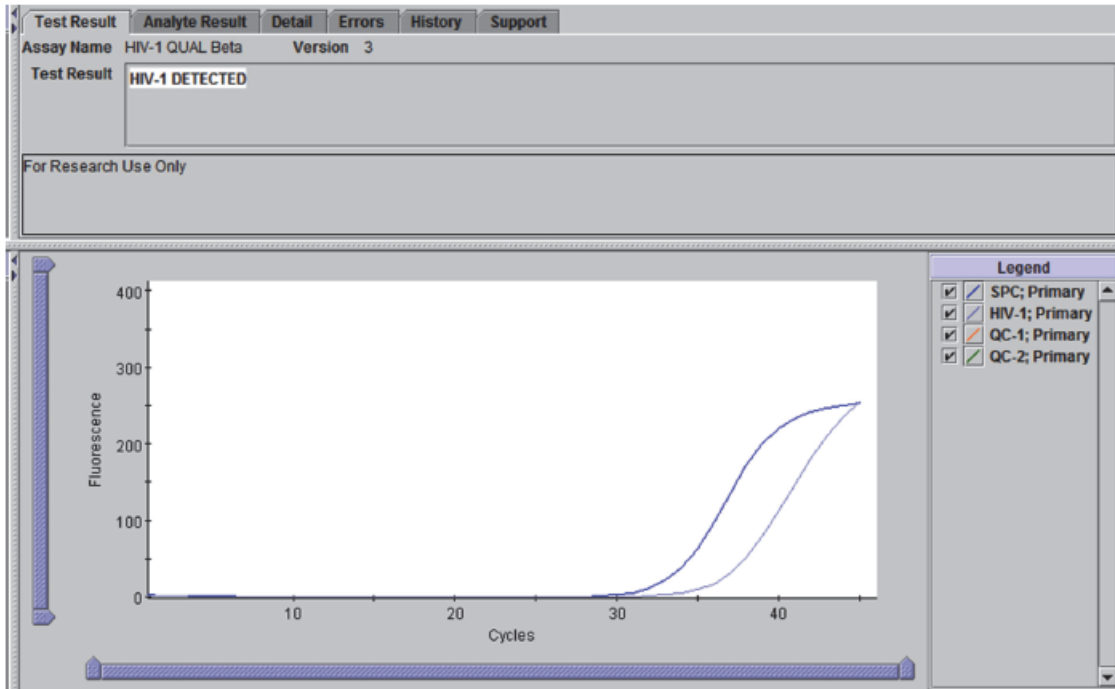 Test Result Analyte Result Detail Errors History Support
Assay Name HIV-1 QUAL Beta Version 3
Test Result HIV-1 DETECTED
For Research Use Only
Legend
SPC; Primary
HIV-1; Primary
QC-1; Primary
QC-2; Primary
400
300
200
100
0
Fluorescence
10 20 30 40
Cycles